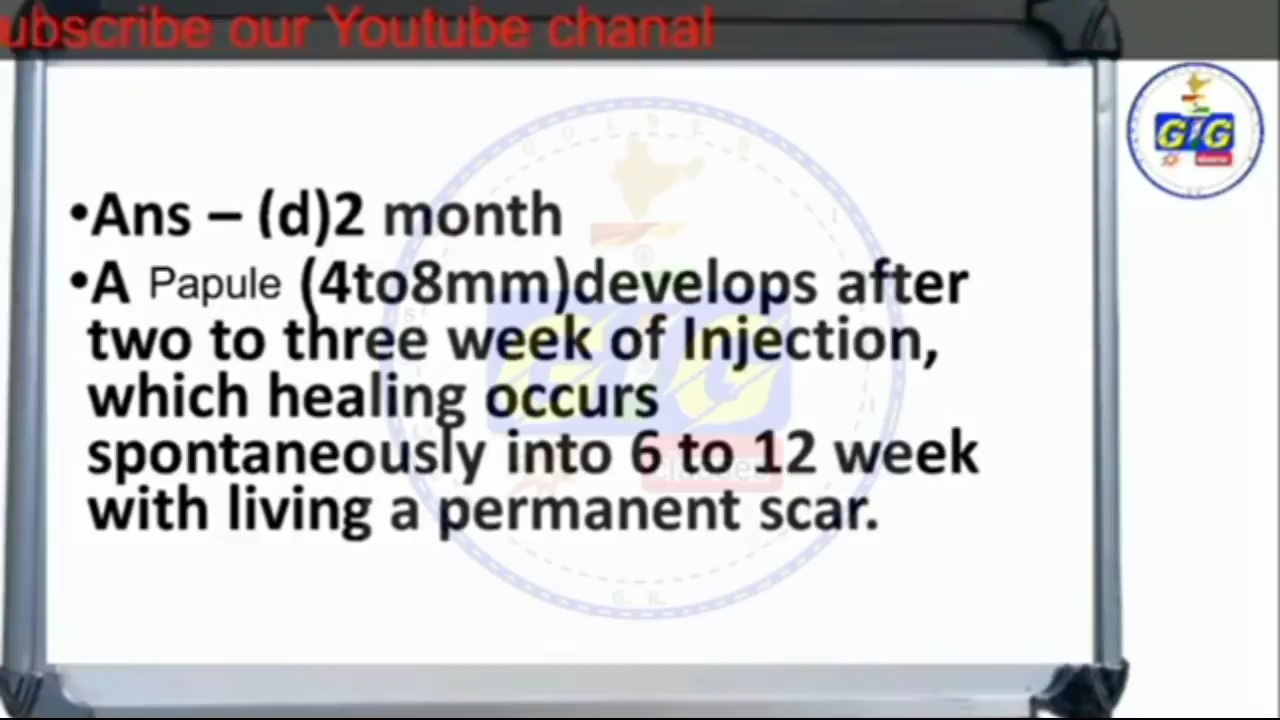 ubscribe our Youtube chanal
GIG
•Ans – (d)2 month
•A Papule (4to8mm)develops after
two to three week of Injection,
which healing occurs
spontaneously into 6 to 12 week
with living a permanent scar.